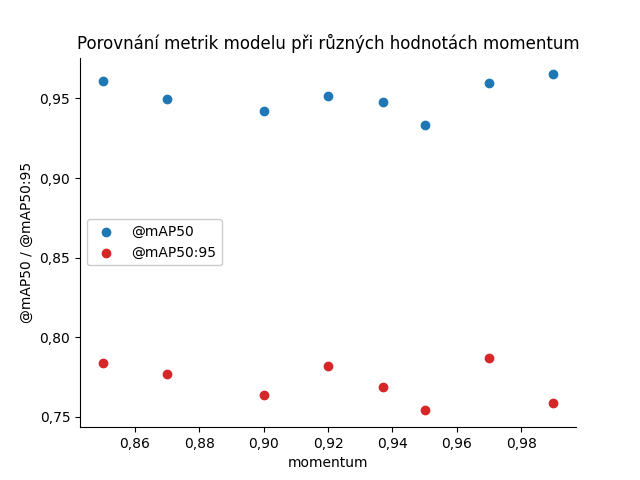 Porovnání metrik modelu při různých hodnotách momentum
@mAP50 / @mAP50:95
0,95
0,90
0,85
0,80
0,75
@mAP50
@mAP50:95
0,86 0,88 0,90 0,92 0,94 0,96 0,98
momentum